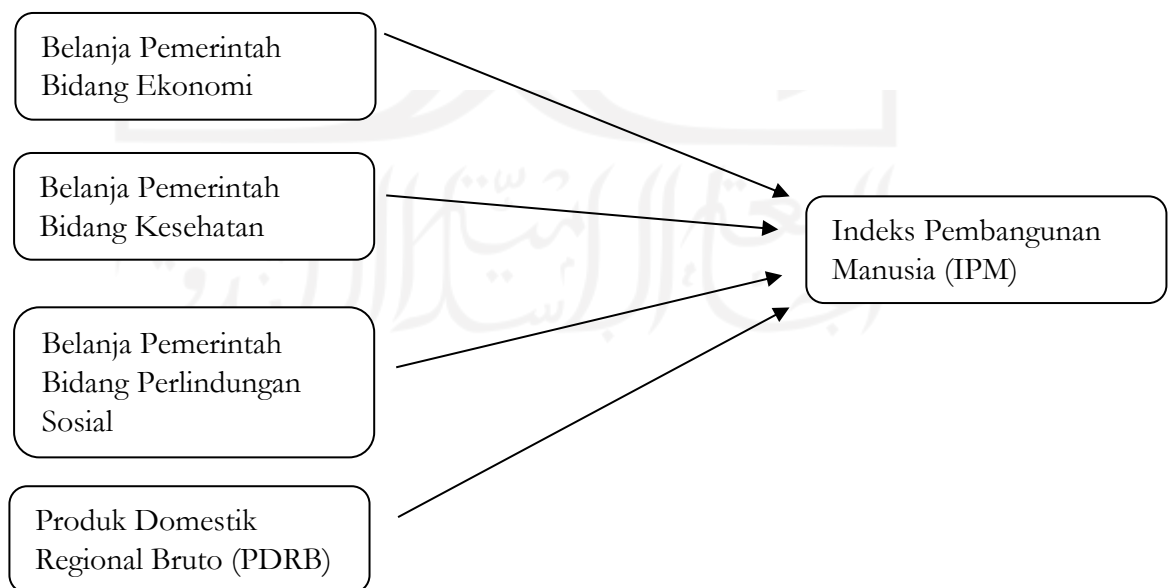 Belanja Pemerintah
Bidang Ekonomi
Belanja Pemerintah
Bidang Kesehatan
Belanja Pemerintah
Bidang Perlindungan
Sosial
Produk Domestik
Regional Bruto (PDRB)
Indeks Pembangunan
Manusia (IPM)